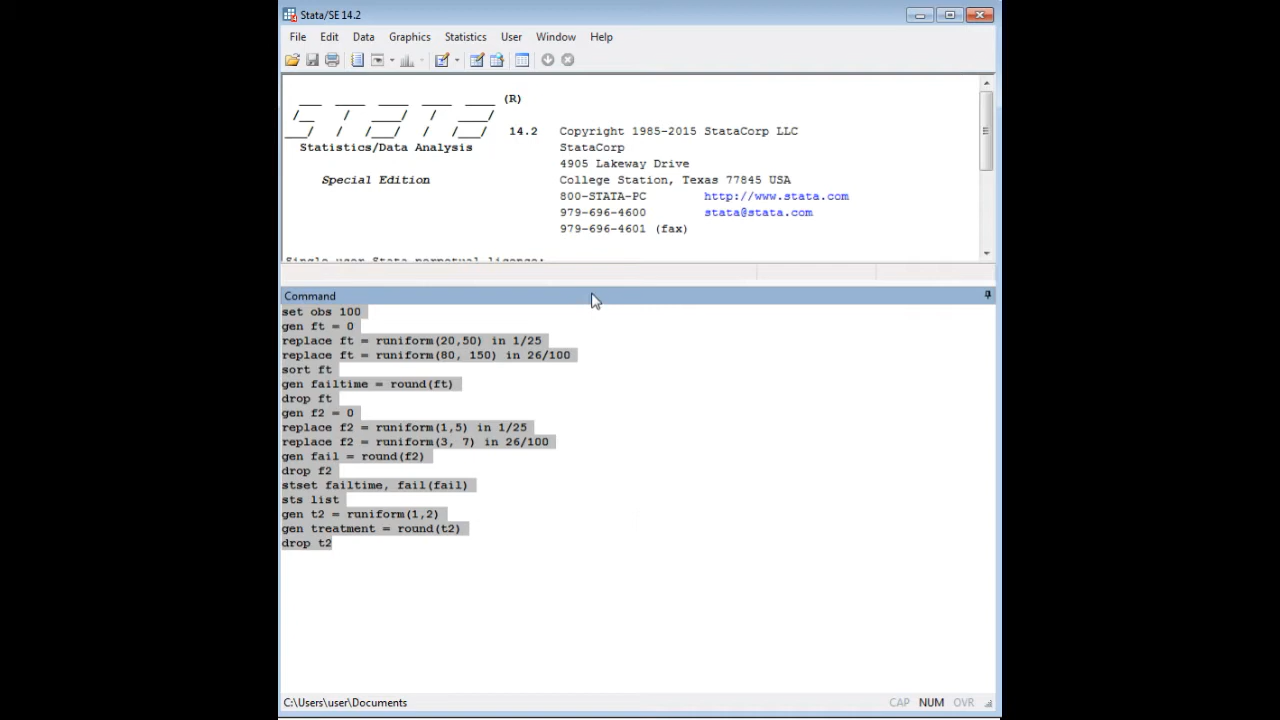 Stata/SE 14.2
File Edit Data Graphics Statistics User Window Help
(R)
STATA 14.2 Copyright 1985-2015 StataCorp LLC
Statistics/Data Analysis StataCorp
4905 Lakeway Drive
Special Edition College Station, Texas 77845 USA
800-STATA-PC http://www.stata.com
979-696-4600 stata@stata.com
979-696-4601 (fax)
Single-user Stata perpetual license:
Command
set obs 100
gen ft = 0
replace ft = runiform(20,50) in 1/25
replace ft = runiform(80, 150) in 26/100
sort ft
gen failtime = round(ft)
drop ft
gen f2 = 0
replace f2 = runiform(1,5) in 1/25
replace f2 = runiform(3, 7) in 26/100
gen fail = round(f2)
drop f2
stset failtime, fail(fail)
sts list
gen t2 = runiform(1,2)
gen treatment = round(t2)
drop t2
C:\Users\user\Documents CAP NUM OVR